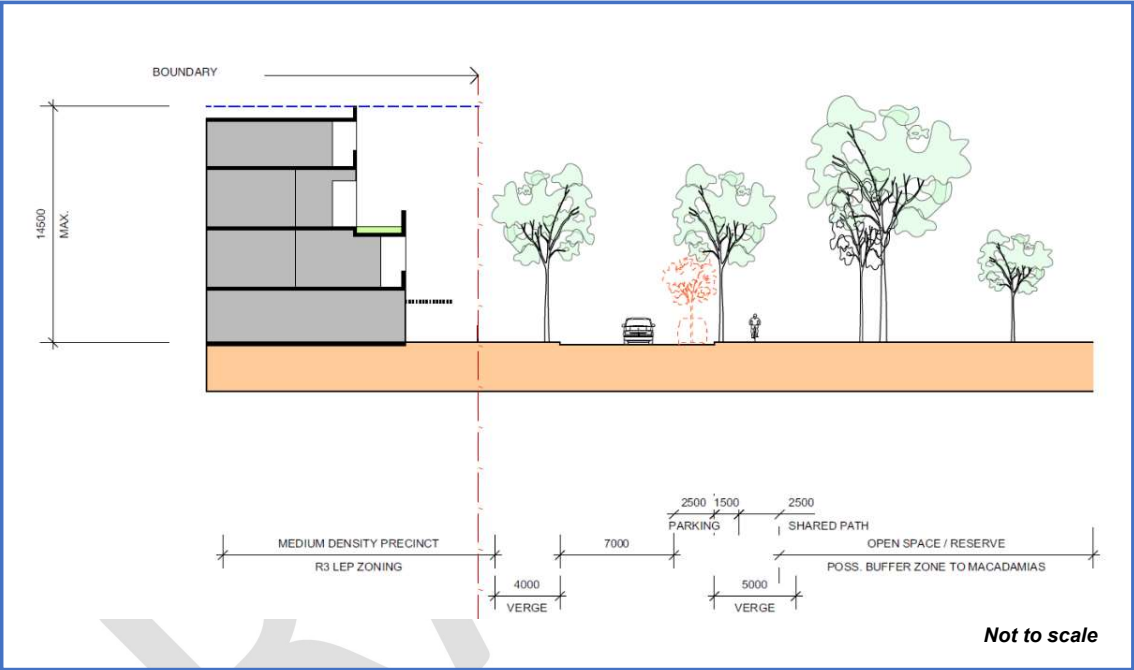 BOUNDARY
14500
MAX.
2500 1500 2500
PARKING SHARED PATH
MEDIUM DENSITY PRECINCT 7000 OPEN SPACE / RESERVE
R3 LEP ZONING POSS. BUFFER ZONE TO MACADAMIAS
4000 5000
VERGE VERGE
Not to scale